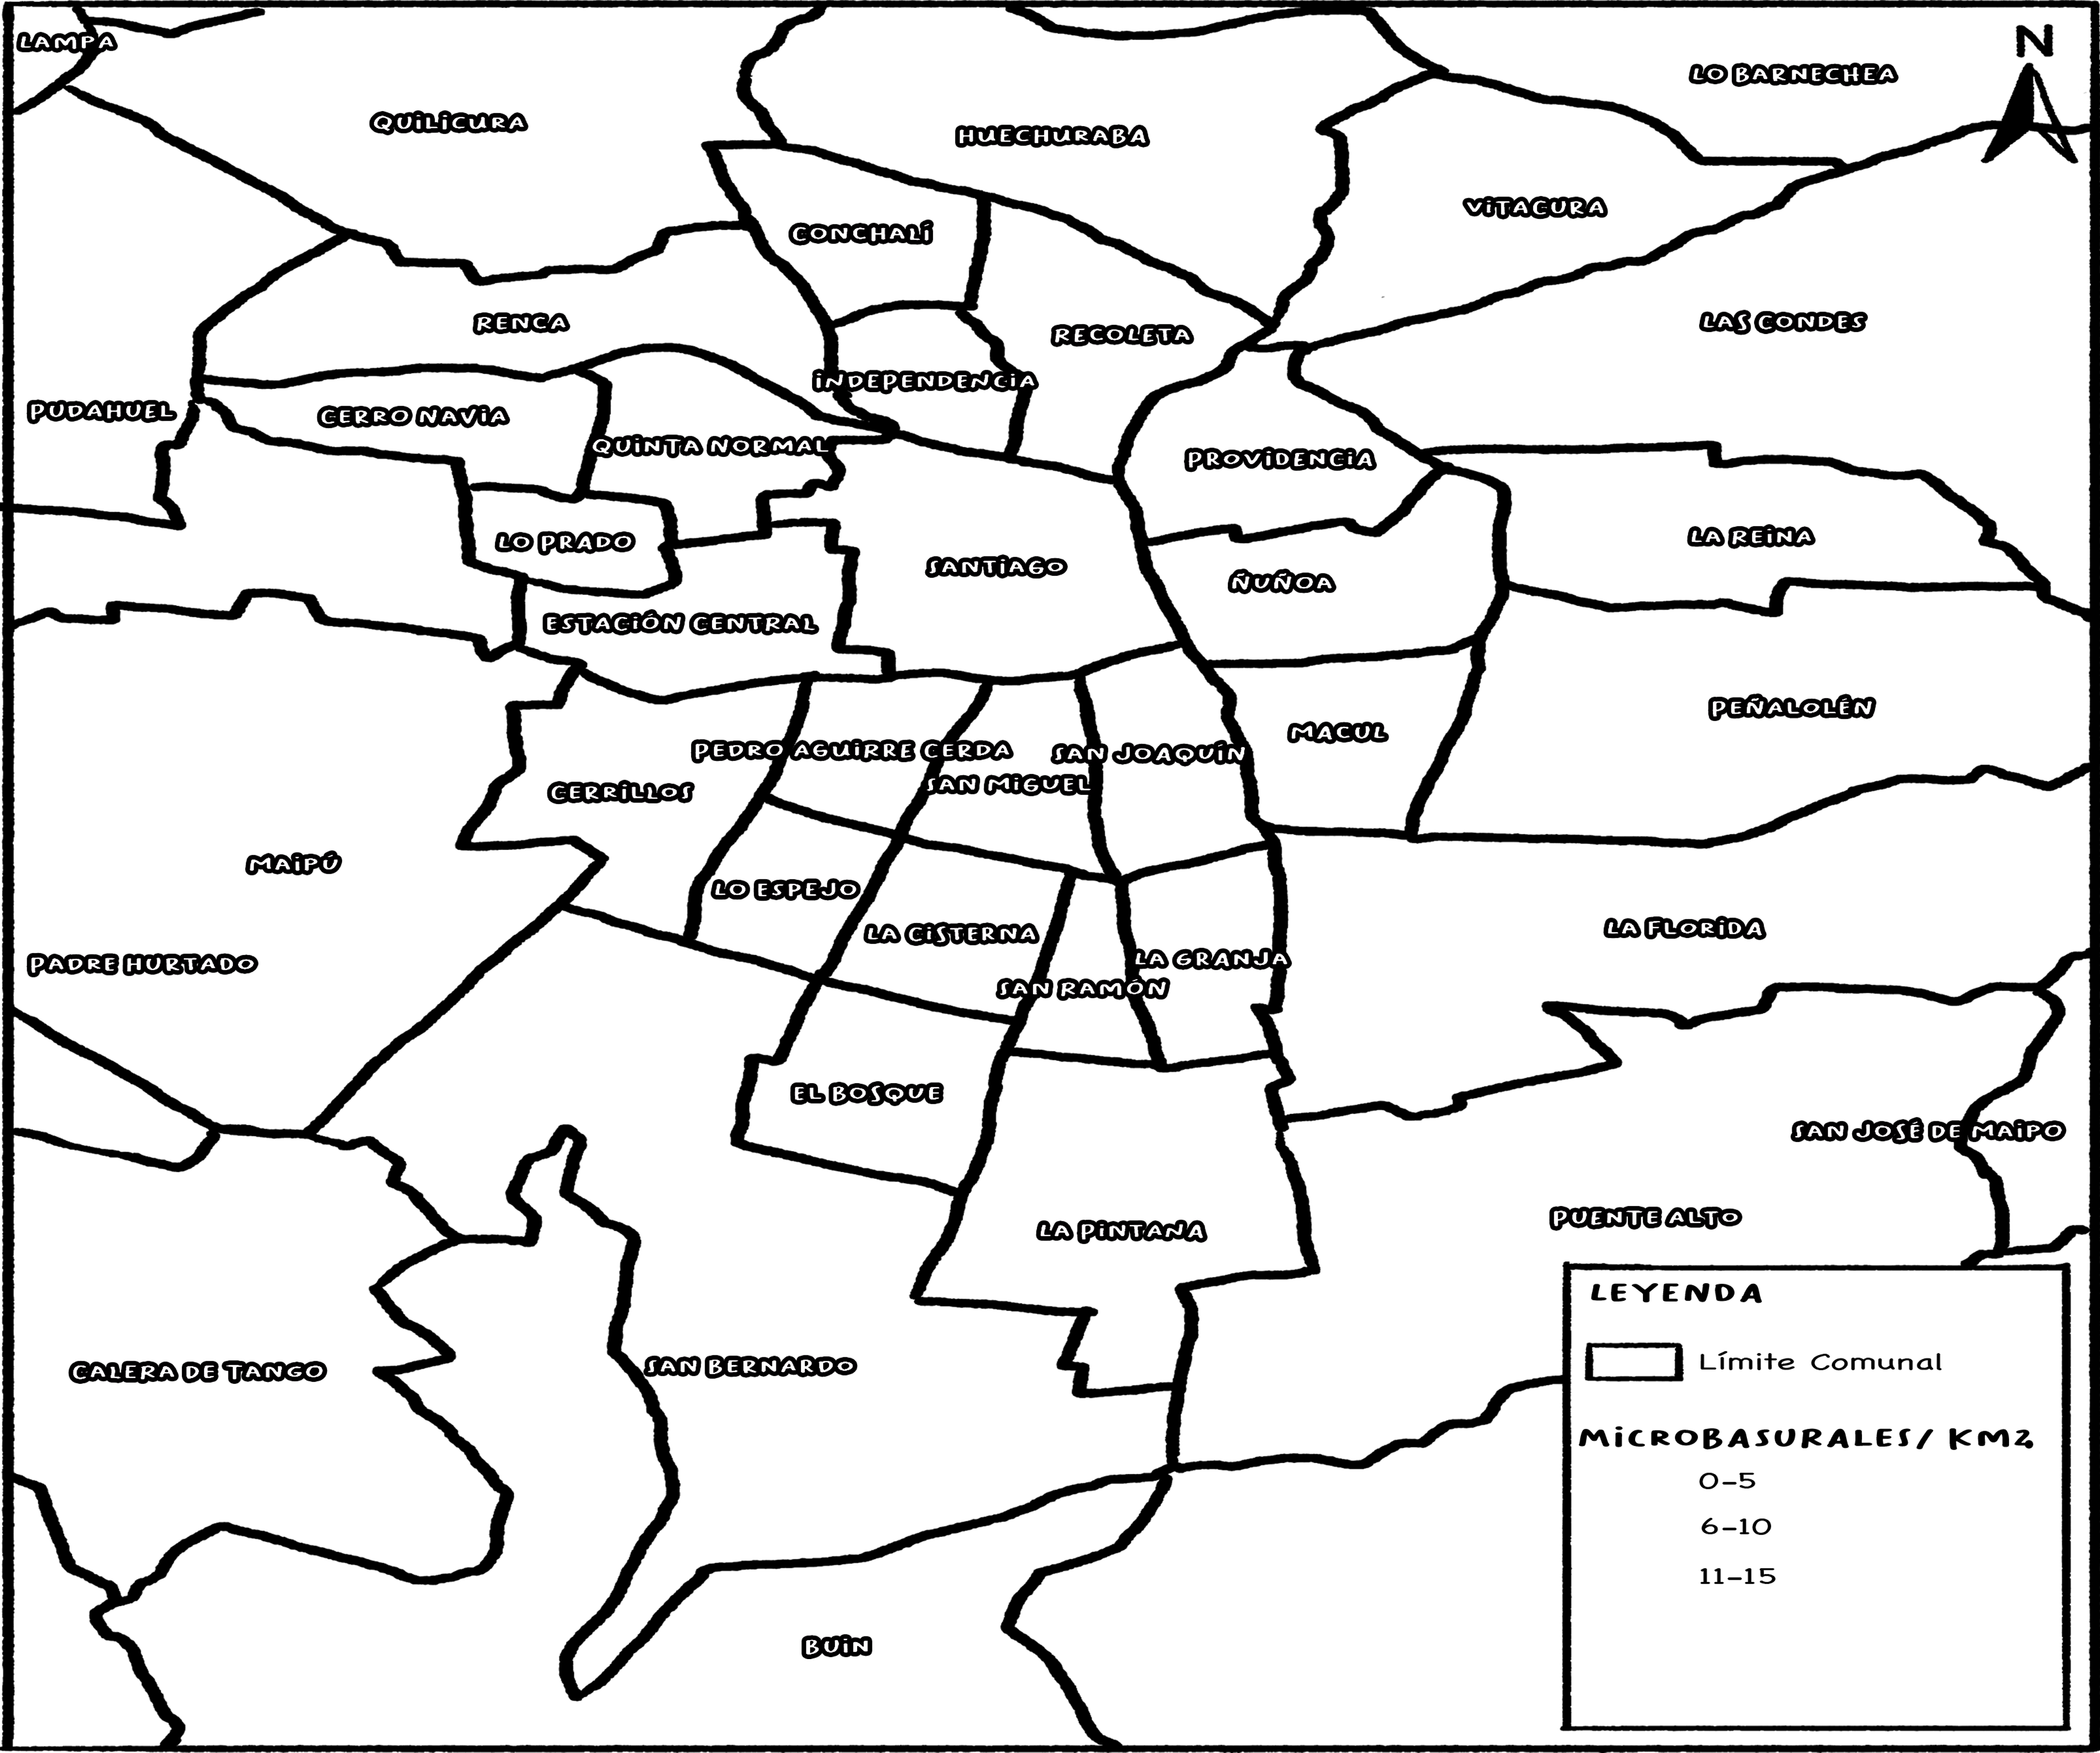 LAMPA
N
LO BARNECHEA
QUILICURA
HUECHURABA
VITACURA
CONCHALÍ
RENCA
RECOLETA
LAS CONDES
INDEPENDENCIA
PUDAHUEL
CERRO NAVIA
QUINTA NORMAL
PROVIDENCIA
LO PRADO
LA REINA
SANTIAGO
ÑUÑOA
ESTACIÓN CENTRAL
PEÑALOLÉN
MACUL
PEDRO AGUIRRE CERDA
SAN JOAQUÍN
SAN MIGUEL
CERRILLOS
MAIPÚ
LO ESPEJO
LA FLORIDA
LA CISTERNA
PADRE HURTADO
LA GRANJA
SAN RAMÓN
EL BOSQUE
SAN JOSÉ DE MAIPO
PUENTE ALTO
LA PINTANA
CALERA DE TANGO
SAN BERNARDO
BUIN
LEYENDA
Límite Comunal
MICROBASURALES/ KM2
0-5
6-10
11-15